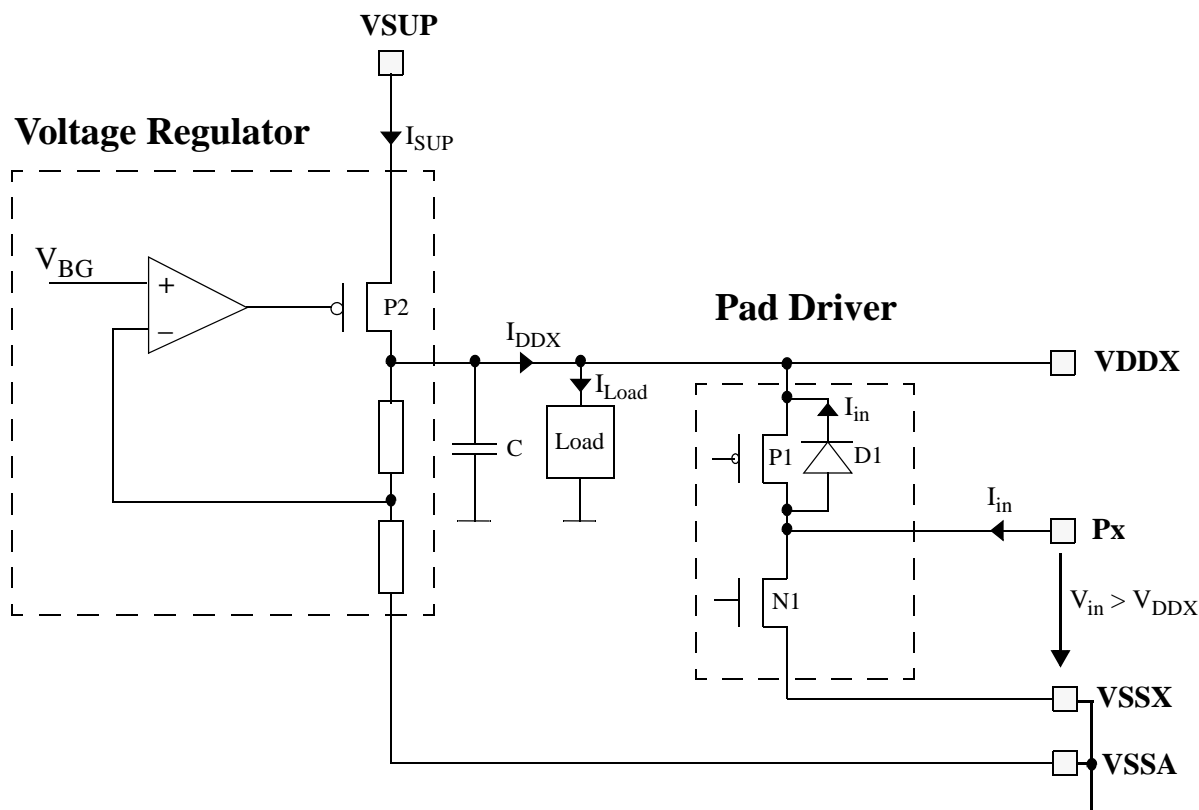 VSUP
Voltage Regulator
I_SUP
V_BG
+
−
P2
Pad Driver
I_DDX
VDDX
I_Load
I_in
Load
C
P1
D1
I_in
Px
N1
V_in > V_DDX
VSSX
VSSA